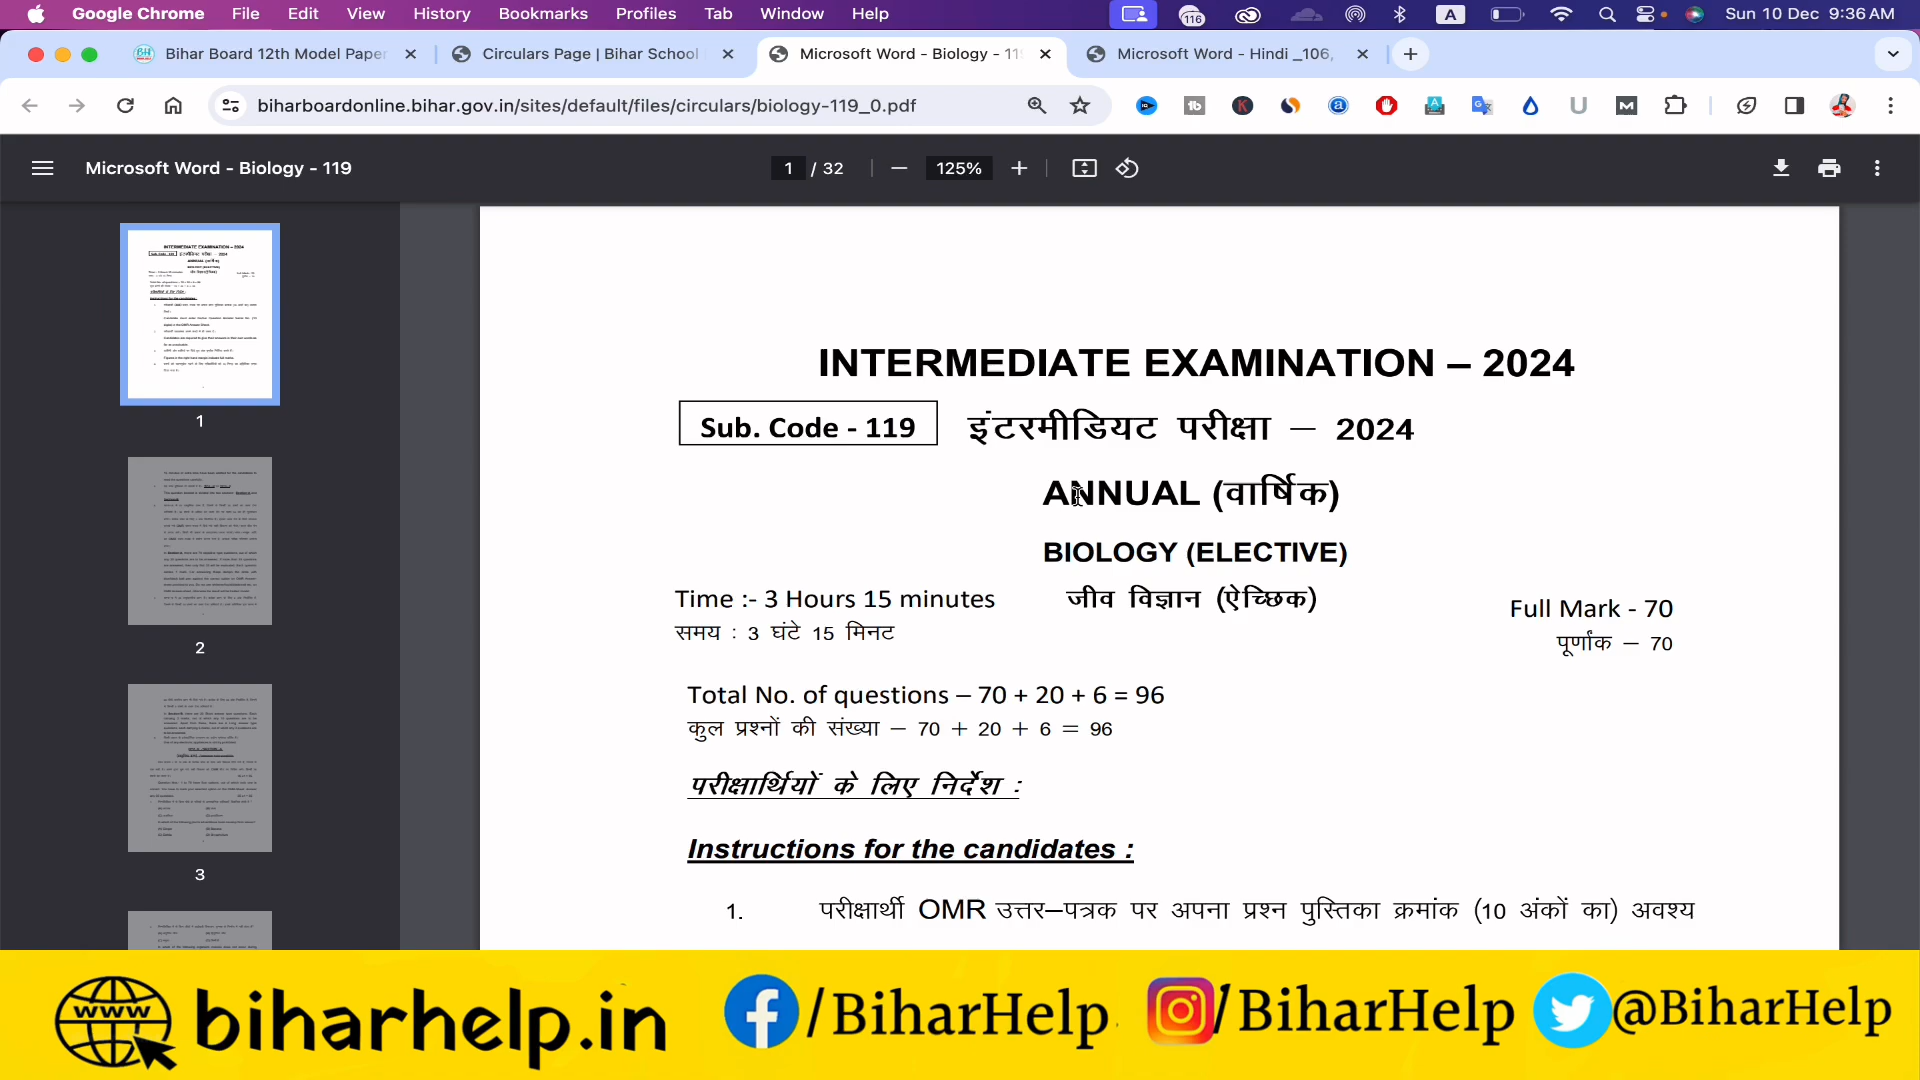 Google Chrome File Edit View History Bookmarks Profiles Tab Window Help 116 A Sun 10 Dec 9:36 AM
Bihar Board 12th Model Paper Circulars Page | Bihar School Microsoft Word - Biology - 11 Microsoft Word - Hindi _106,
biharboardonline.bihar.gov.in/sites/default/files/circulars/biology-119_0.pdf
Microsoft Word - Biology - 119 1 / 32 125%
INTERMEDIATE EXAMINATION – 2024
Sub. Code - 119 इंटरमीडियट परीक्षा – 2024
ANNUAL (वार्षिक)
BIOLOGY (ELECTIVE)
Time :- 3 Hours 15 minutes जीव विज्ञान (ऐच्छिक) Full Mark - 70
समय : 3 घंटे 15 मिनट पूर्णांक – 70
Total No. of questions – 70 + 20 + 6 = 96
कुल प्रश्नों की संख्या – 70 + 20 + 6 = 96
परीक्षार्थियों के लिए निर्देश :
Instructions for the candidates :
1. परीक्षार्थी OMR उत्तर–पत्रक पर अपना प्रश्न पुस्तिका क्रमांक (10 अंकों का) अवश्य
1
2
3
www biharhelp.in /BiharHelp /BiharHelp @BiharHelp